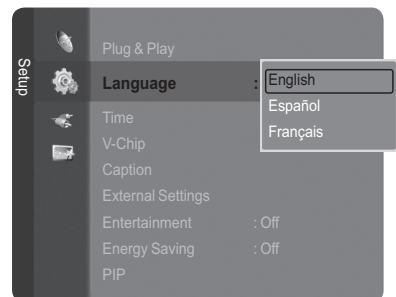 Setup
Plug & Play
Language : English
Español
Français
Time
V-Chip
Caption
External Settings
Entertainment : Off
Energy Saving : Off
PIP